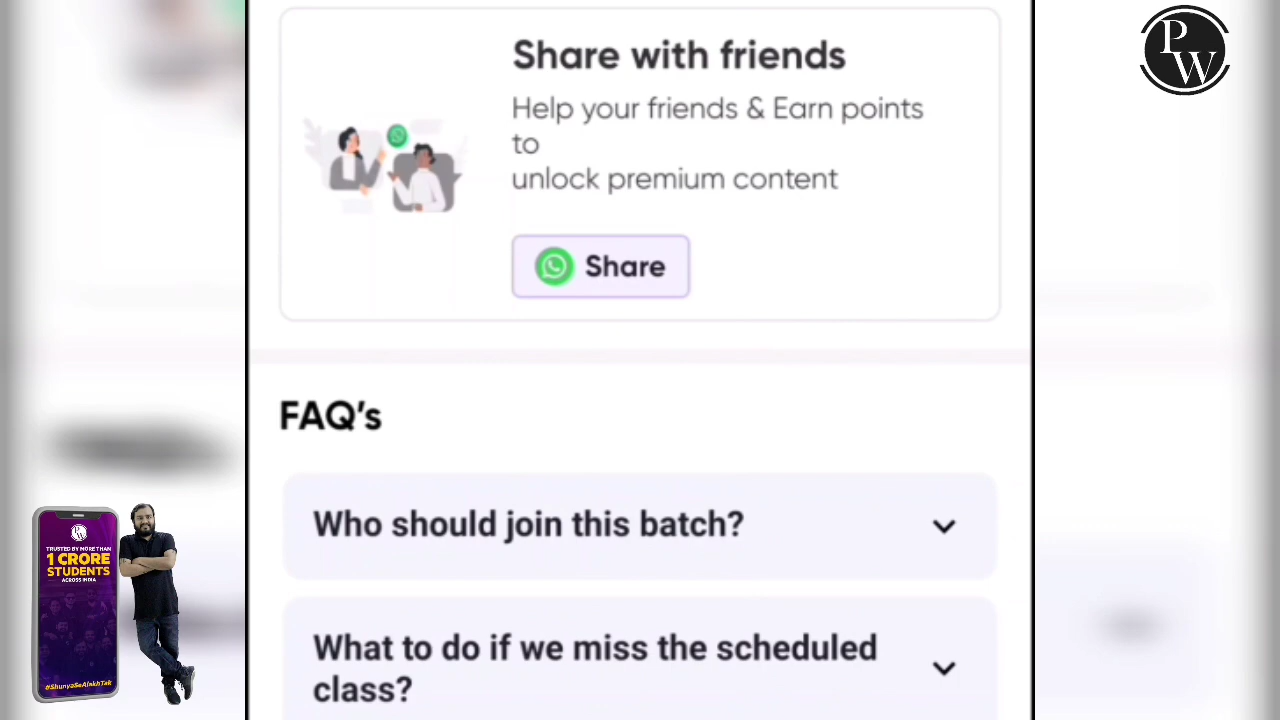 P
W
Share with friends
Help your friends & Earn points
to
unlock premium content
Share
FAQ's
Who should join this batch?
What to do if we miss the scheduled
class?
TRUSTED BY MORE THAN
1 CRORE
STUDENTS
ACROSS INDIA
#ShunyaSeAlakhTak